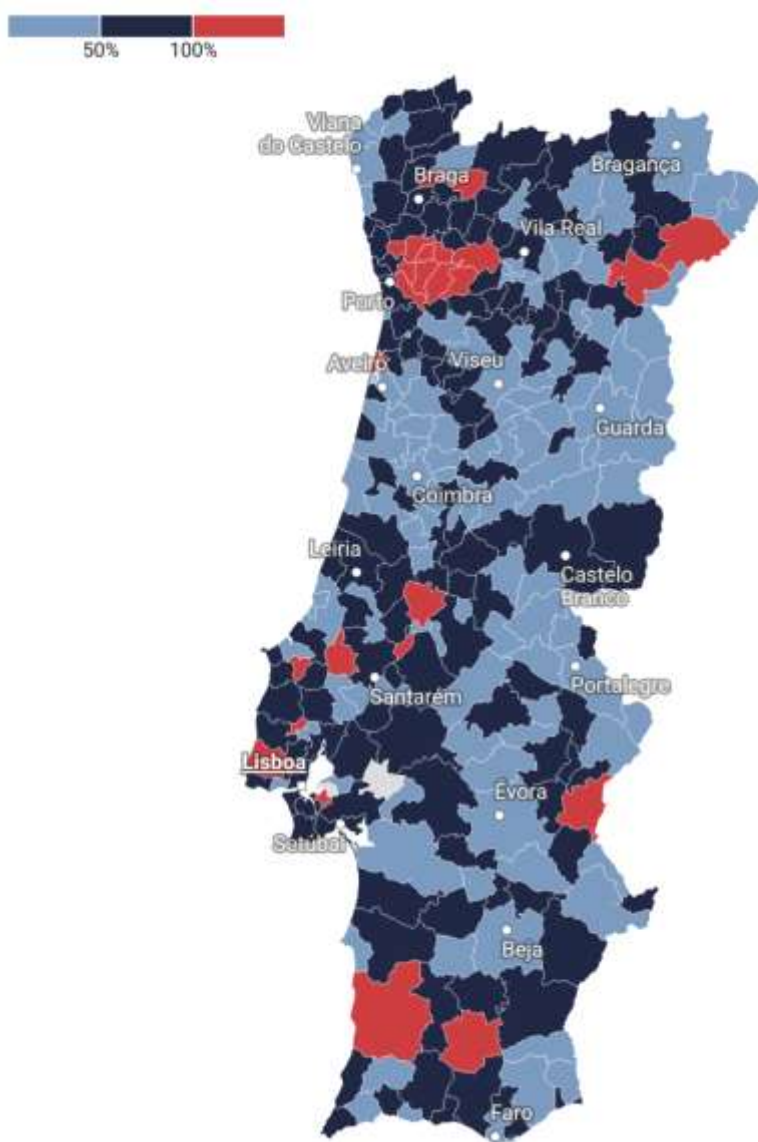 50% 100%
Viana
do Castelo
Bragança
Braga
Vila Real
Porto
Aveiro
Viseu
Guarda
Coimbra
Leiria
Castelo
Branco
Portalegre
Santarém
Lisboa
Évora
Setúbal
Beja
Faro